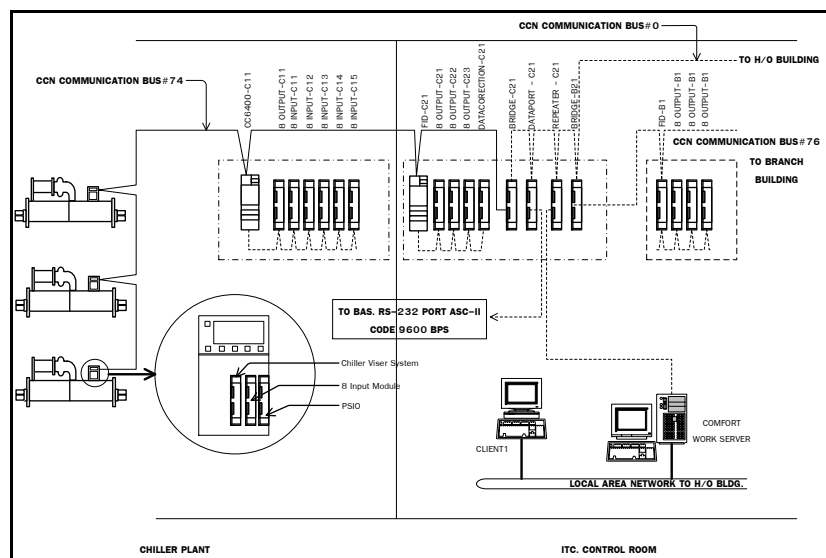 CCN COMMUNICATION BUS#0
TO H/O BUILDING
CCN COMMUNICATION BUS#74
CC6400-C11
8 OUTPUT-C11
8 INPUT-C11
8 INPUT-C12
8 INPUT-C13
8 INPUT-C14
8 INPUT-C15
FID-C21
8 OUTPUT-C21
8 OUTPUT-C22
8 OUTPUT-C23
DATACORECTION-C21
BRIDGE-C21
DATAPORT - C21
REPEATER - C21
BRIDGE-B21
FID-B1
8 OUTPUT-B1
8 OUTPUT-B1
8 OUTPUT-B1
CCN COMMUNICATION BUS#76
TO BRANCH
BUILDING
TO BAS. RS-232 PORT ASC-II
CODE 9600 BPS
Chiller Viser System
8 Input Module
PSIO
CLIENT1
COMFORT
WORK SERVER
LOCAL AREA NETWORK TO H/O BLDG.
CHILLER PLANT
ITC. CONTROL ROOM